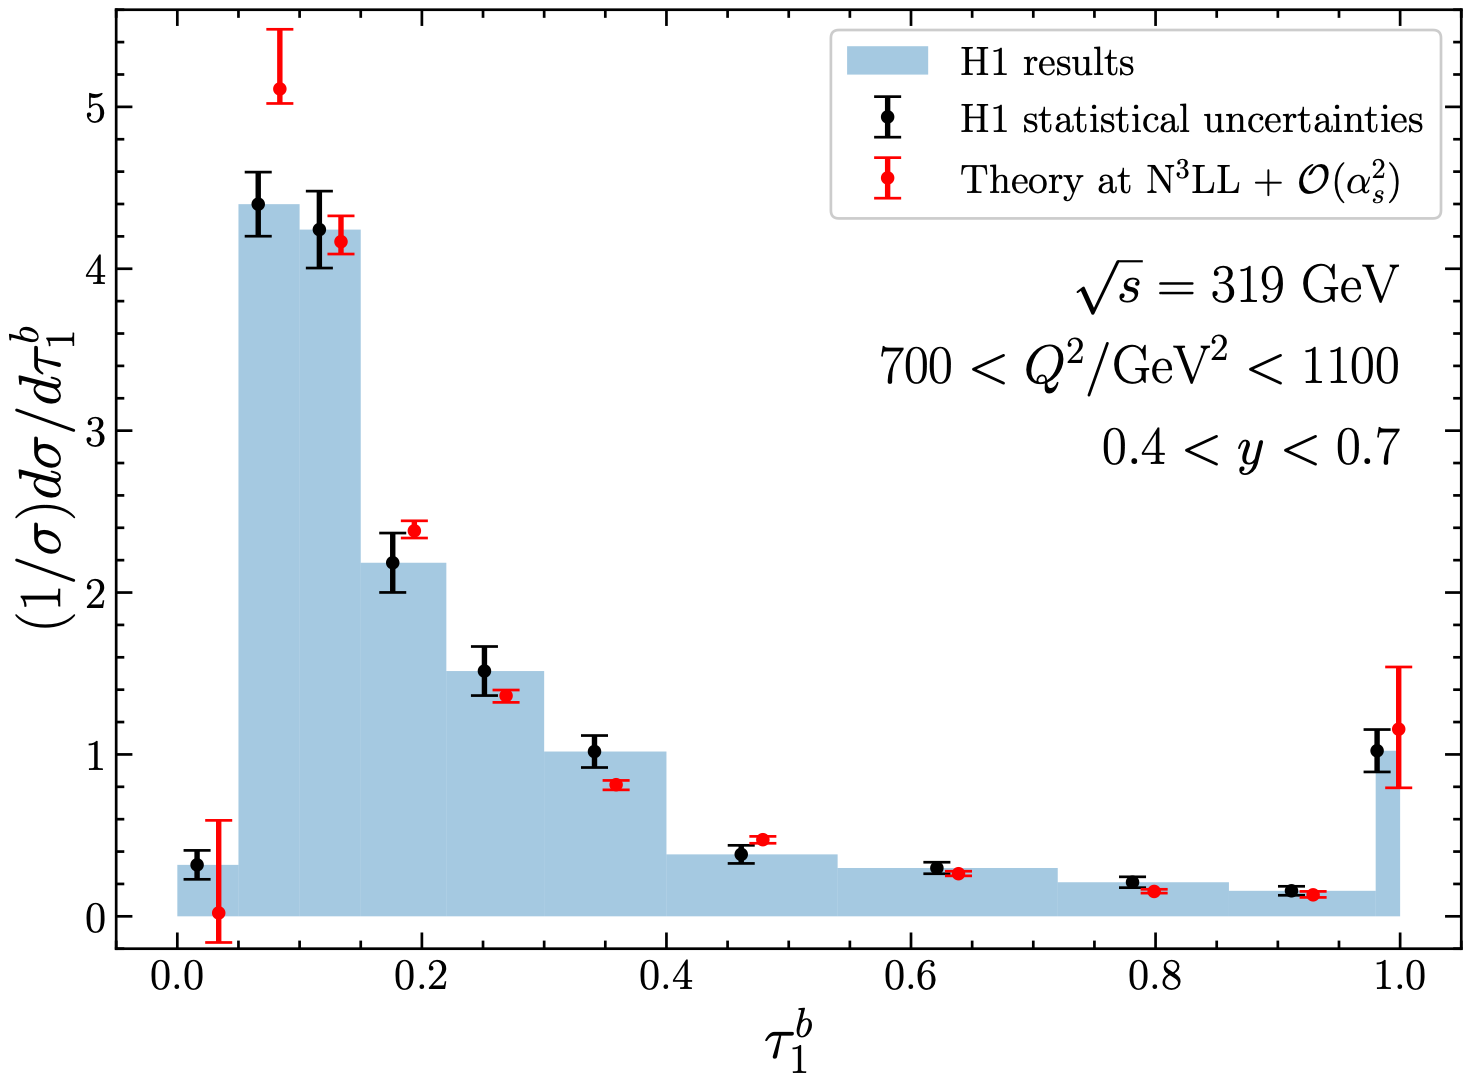 H1 results
H1 statistical uncertainties
Theory at N³LL + 𝒪(αₛ²)
√s = 319 GeV
700 < Q²/GeV² < 1100
0.4 < y < 0.7
(1/σ)dσ/dτ₁ᵇ
5
4
3
2
1
0
0.0 0.2 0.4 0.6 0.8 1.0
τ₁ᵇ